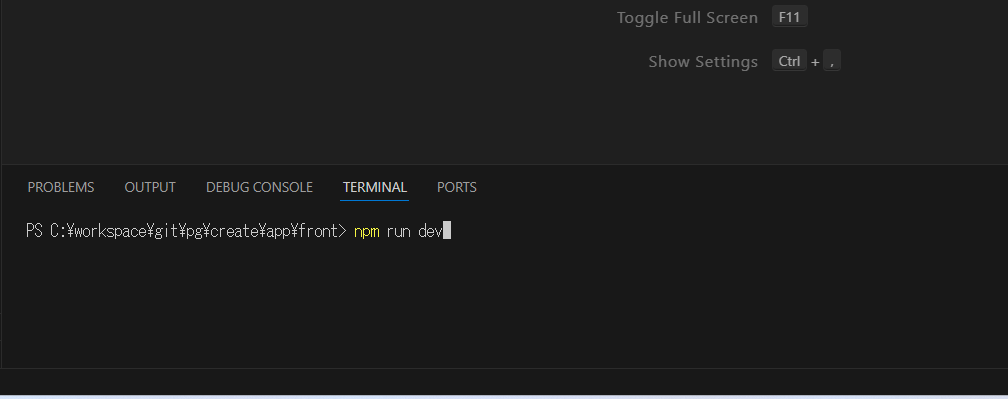 Toggle Full Screen F11
Show Settings Ctrl + ,
PROBLEMS OUTPUT DEBUG CONSOLE TERMINAL PORTS
PS C:¥workspace¥git¥pg¥create¥app¥front> npm run dev